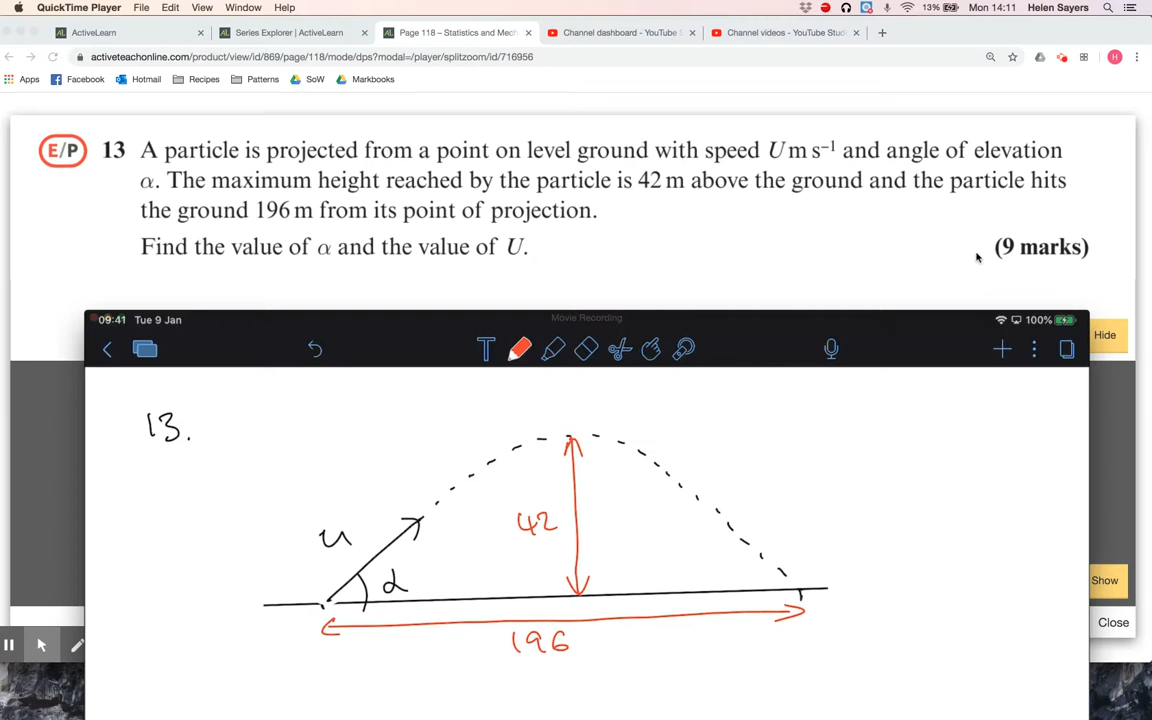 QuickTime Player File Edit View Window Help 13% Mon 14:11 Helen Sayers
ActiveLearn Series Explorer | ActiveLearn Page 118 – Statistics and Mech Channel dashboard - YouTube S Channel videos - YouTube Stud
activeteachonline.com/product/view/id/869/page/118/mode/dps?modal=/player/splitzoom/id/716956 H
Apps Facebook Hotmail Recipes Patterns SoW Markbooks
E/P 13 A particle is projected from a point on level ground with speed U m s⁻¹ and angle of elevation
α. The maximum height reached by the particle is 42 m above the ground and the particle hits
the ground 196 m from its point of projection.
Find the value of α and the value of U. (9 marks)
09:41 Tue 9 Jan Movie Recording 100%
Hide
T
13.
42
u
α
196
Show
Close